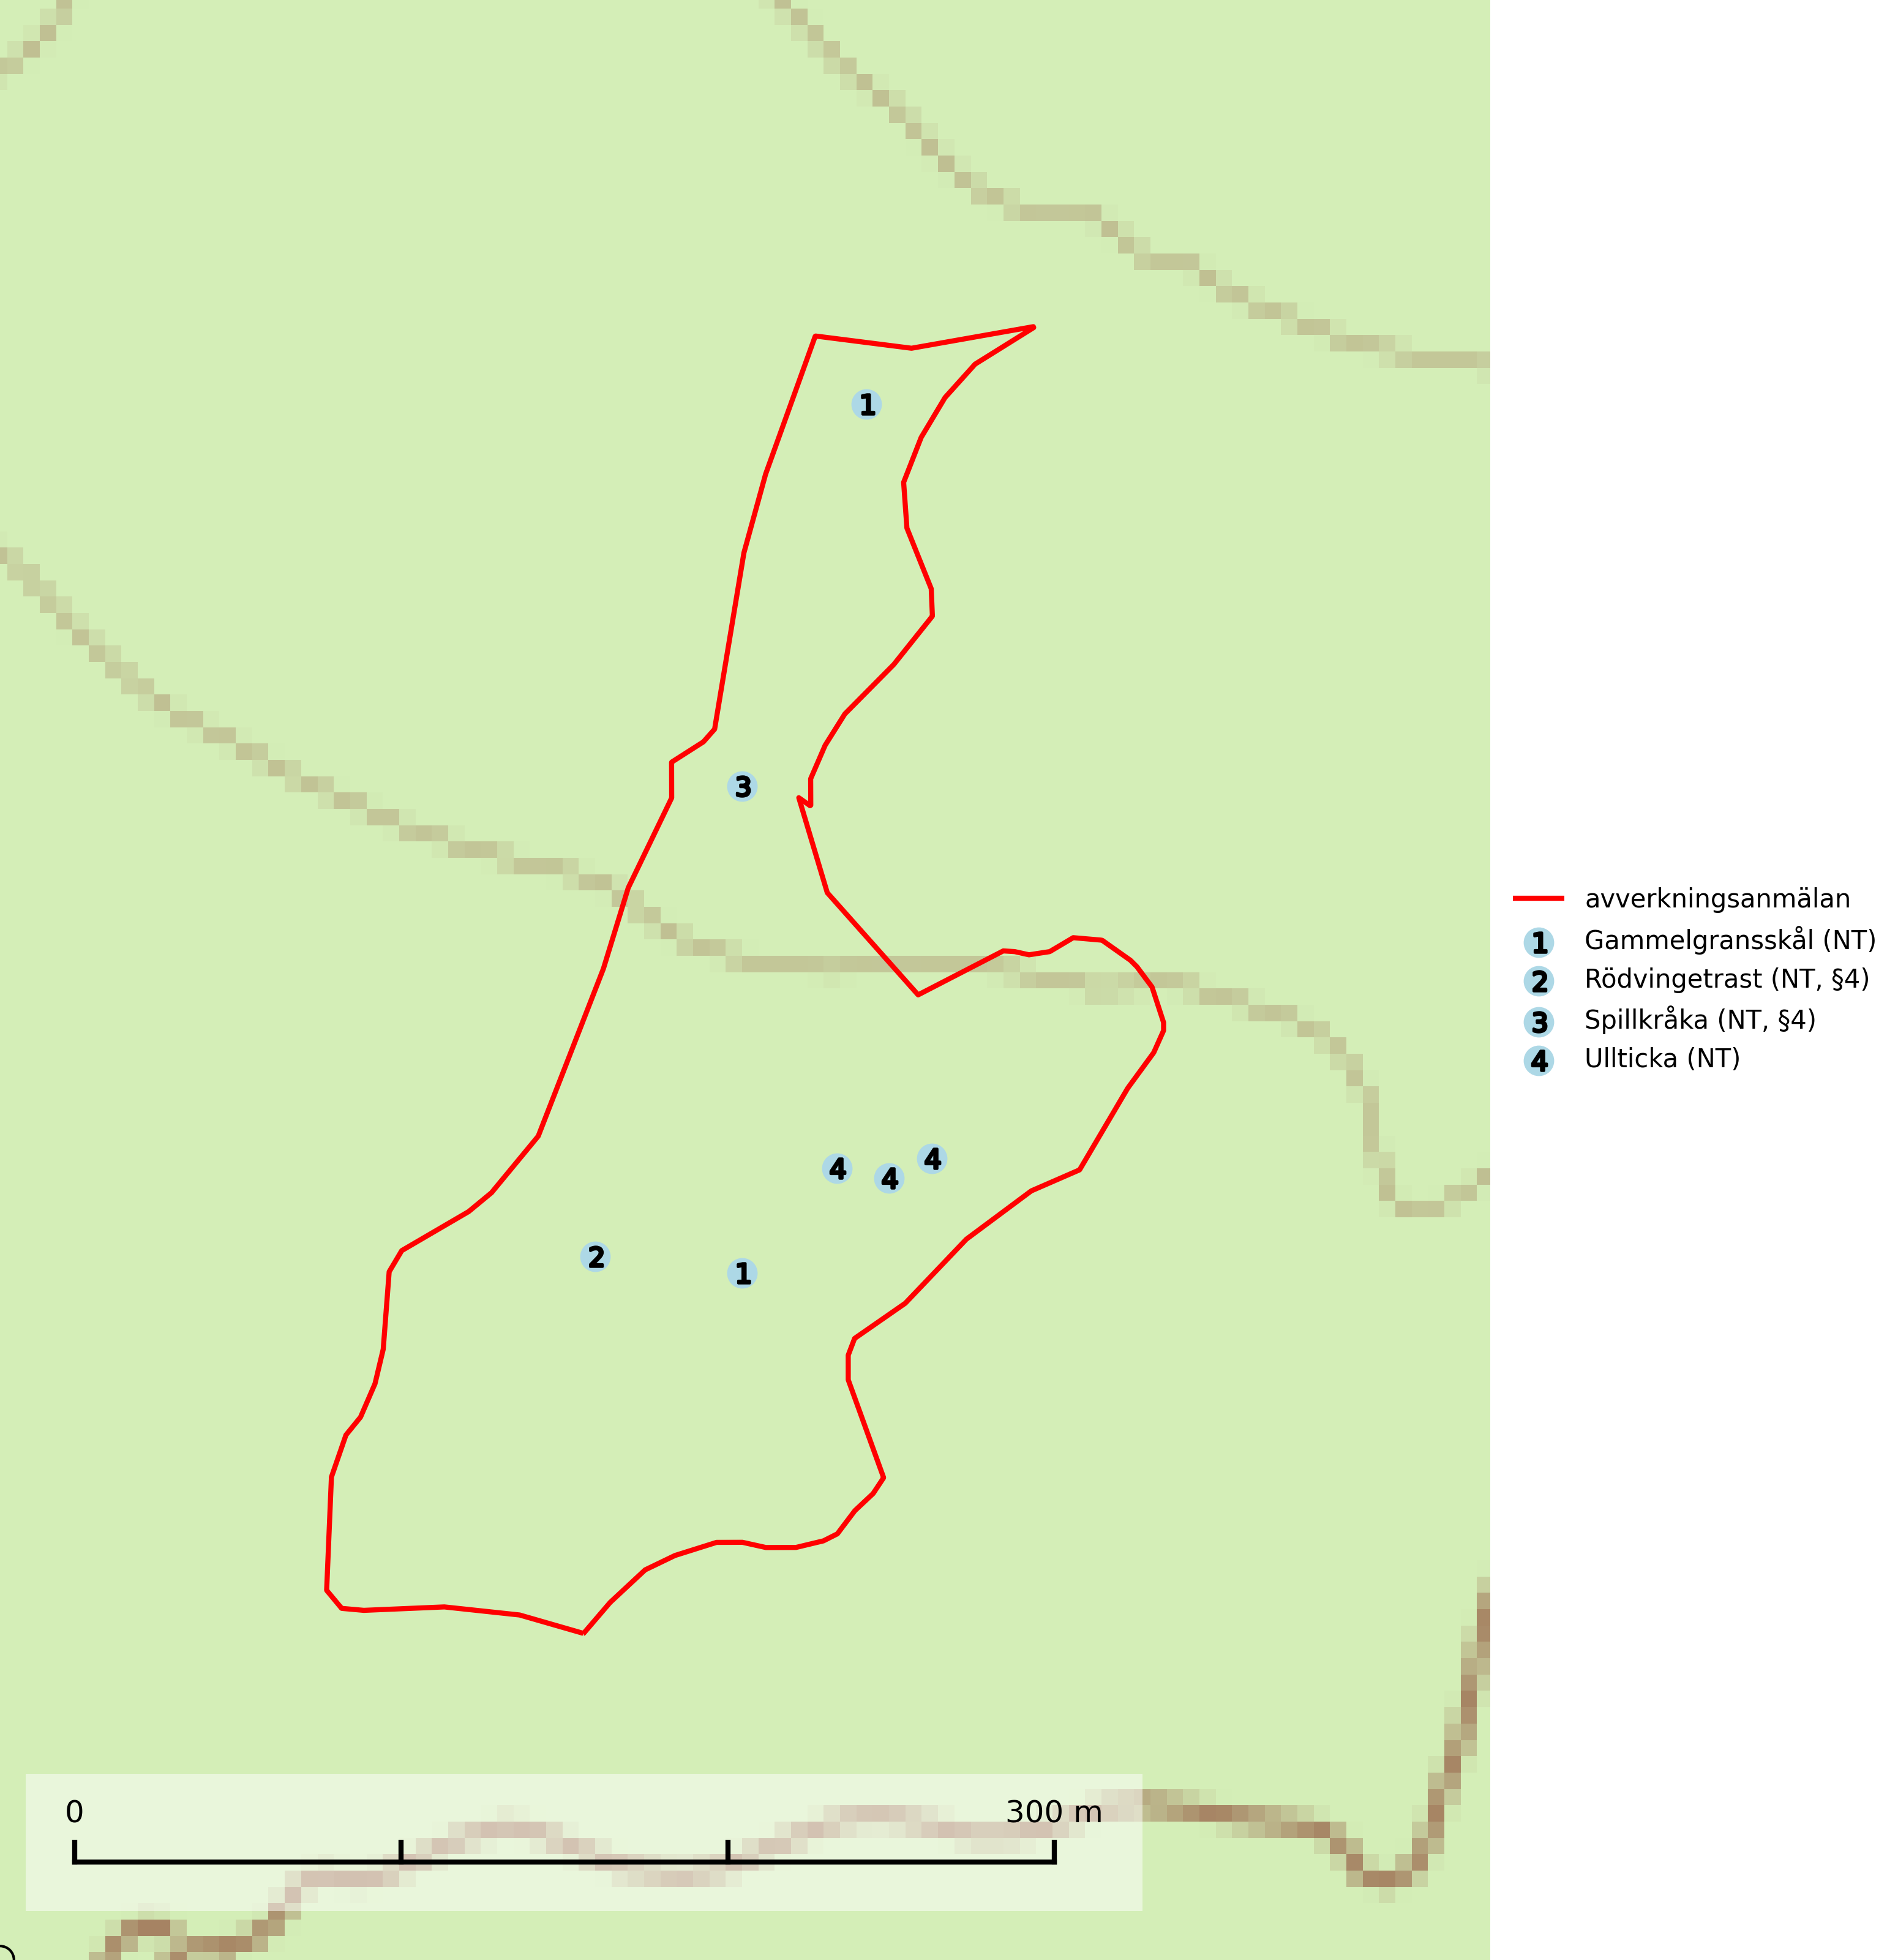 1
3
4
4
4
2
1
0
300 m
avverkningsanmälan
1 Gammelgransskål (NT)
2 Rödvingetrast (NT, §4)
3 Spillkråka (NT, §4)
4 Ullticka (NT)